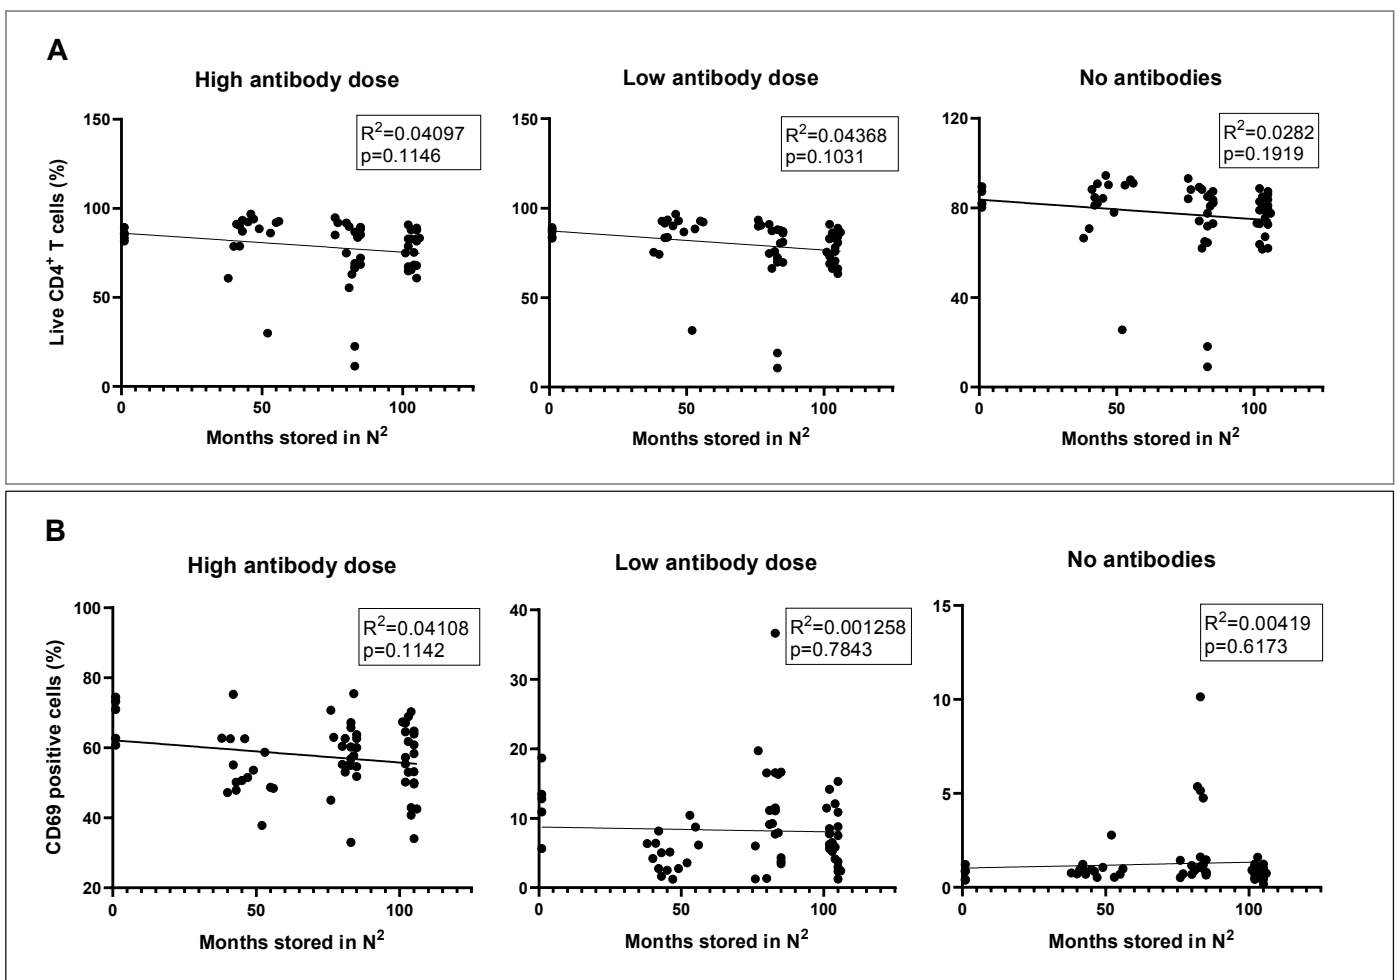 A
High antibody dose
Low antibody dose
No antibodies
Live CD4⁺ T cells (%)
150
100
50
0
R²=0.04097
p=0.1146
0 50 100
Months stored in N²
150
100
50
0
R²=0.04368
p=0.1031
0 50 100
Months stored in N²
120
80
40
0
R²=0.0282
p=0.1919
0 50 100
Months stored in N²
B
High antibody dose
Low antibody dose
No antibodies
CD69 positive cells (%)
100
80
60
40
20
R²=0.04108
p=0.1142
0 50 100
Months stored in N²
40
30
20
10
0
R²=0.001258
p=0.7843
0 50 100
Months stored in N²
15
10
5
0
R²=0.00419
p=0.6173
0 50 100
Months stored in N²